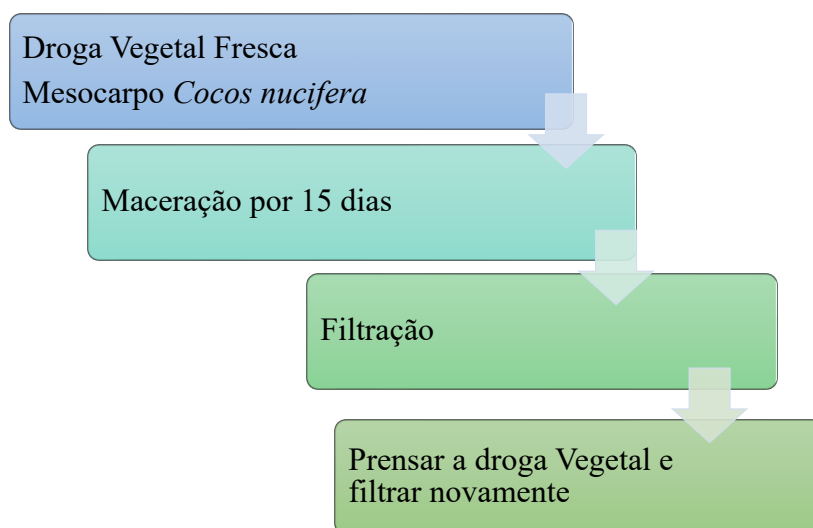 Droga Vegetal Fresca
Mesocarpo Cocos nucifera
Maceração por 15 dias
Filtração
Prensar a droga Vegetal e
filtrar novamente